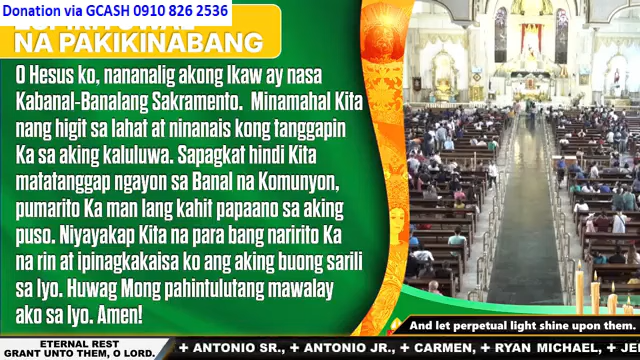 Donation via GCASH 0910 826 2536
NA PAKIKINABANG
O Hesus ko, nananalig akong Ikaw ay nasa
Kabanal-Banalang Sakramento. Minamahal Kita
nang higit sa lahat at ninanais kong tanggapin
Ka sa aking kaluluwa. Sapagkat hindi Kita
matatanggap ngayon sa Banal na Komunyon,
pumarito Ka man lang kahit papaano sa aking
puso. Niyayakap Kita na para bang naririto Ka
na rin at ipinagkakaisa ko ang aking buong sarili
sa Iyo. Huwag Mong pahintulutang mawalay
ako sa Iyo. Amen!
And let perpetual light shine upon them.
ETERNAL REST
GRANT UNTO THEM, O LORD.
+ ANTONIO SR., + ANTONIO JR., + CARMEN, + RYAN MICHAEL, + JE